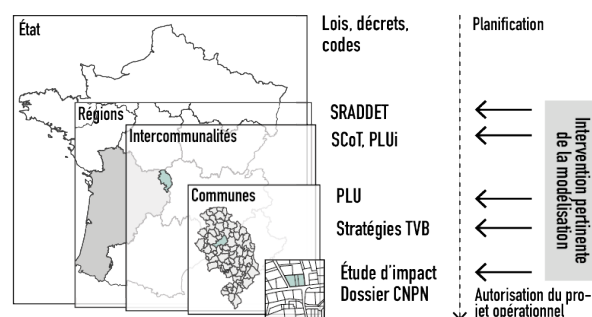 État
Lois, décrets,
codes
Planification
Régions
SRADDET
Intercommunalités
SCoT, PLUi
Communes
PLU
Stratégies TVB
Étude d'impact
Dossier CNPN
Intervention pertinente
de la modélisation
Autorisation du pro-
jet opérationnel